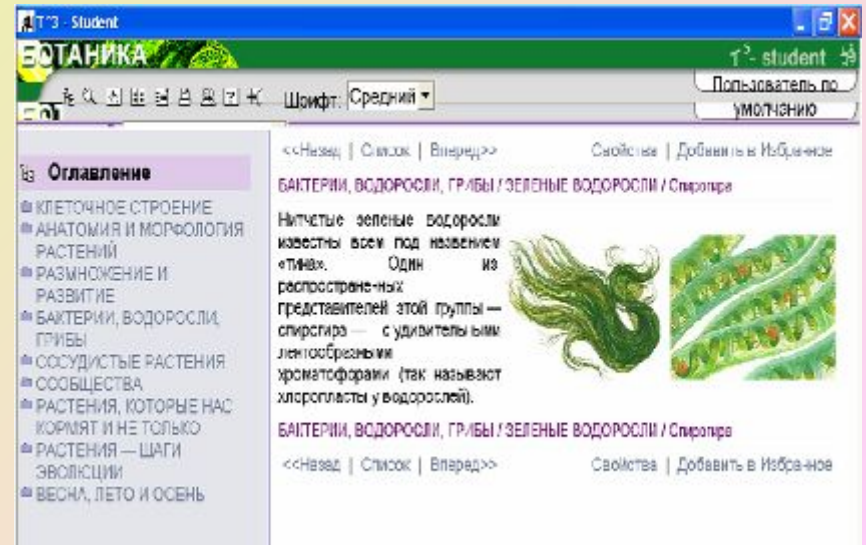 T^3 - Student
БОТАНИКА
T^3- student
Шрифт: Средний
Пользователь по
умолчанию
<<Назад | Список | Вперед>> Свойства | Добавить в Избранное
Оглавление
КЛЕТОЧНОЕ СТРОЕНИЕ
АНАТОМИЯ И МОРФОЛОГИЯ
РАСТЕНИЙ
РАЗМНОЖЕНИЕ И
РАЗВИТИЕ
БАКТЕРИИ, ВОДОРОСЛИ,
ГРИБЫ
СОСУДИСТЫЕ РАСТЕНИЯ
СООБЩЕСТВА
РАСТЕНИЯ, КОТОРЫЕ НАС
КОРМЯТ И НЕ ТОЛЬКО
РАСТЕНИЯ — ШАГИ
ЭВОЛЮЦИИ
ВЕСНА, ЛЕТО И ОСЕНЬ
БАКТЕРИИ, ВОДОРОСЛИ, ГРИБЫ / ЗЕЛЕНЫЕ ВОДОРОСЛИ / Спирогира
Нитчатые зеленые водоросли
известны всем под названием
«тина». Один из
распространенных
представителей этой группы —
спирогира — с удивительными
лентообразными
хроматофорами (так называют
хлоропласты у водорослей).
БАКТЕРИИ, ВОДОРОСЛИ, ГРИБЫ / ЗЕЛЕНЫЕ ВОДОРОСЛИ / Спирогира
<<Назад | Список | Вперед>> Свойства | Добавить в Избранное